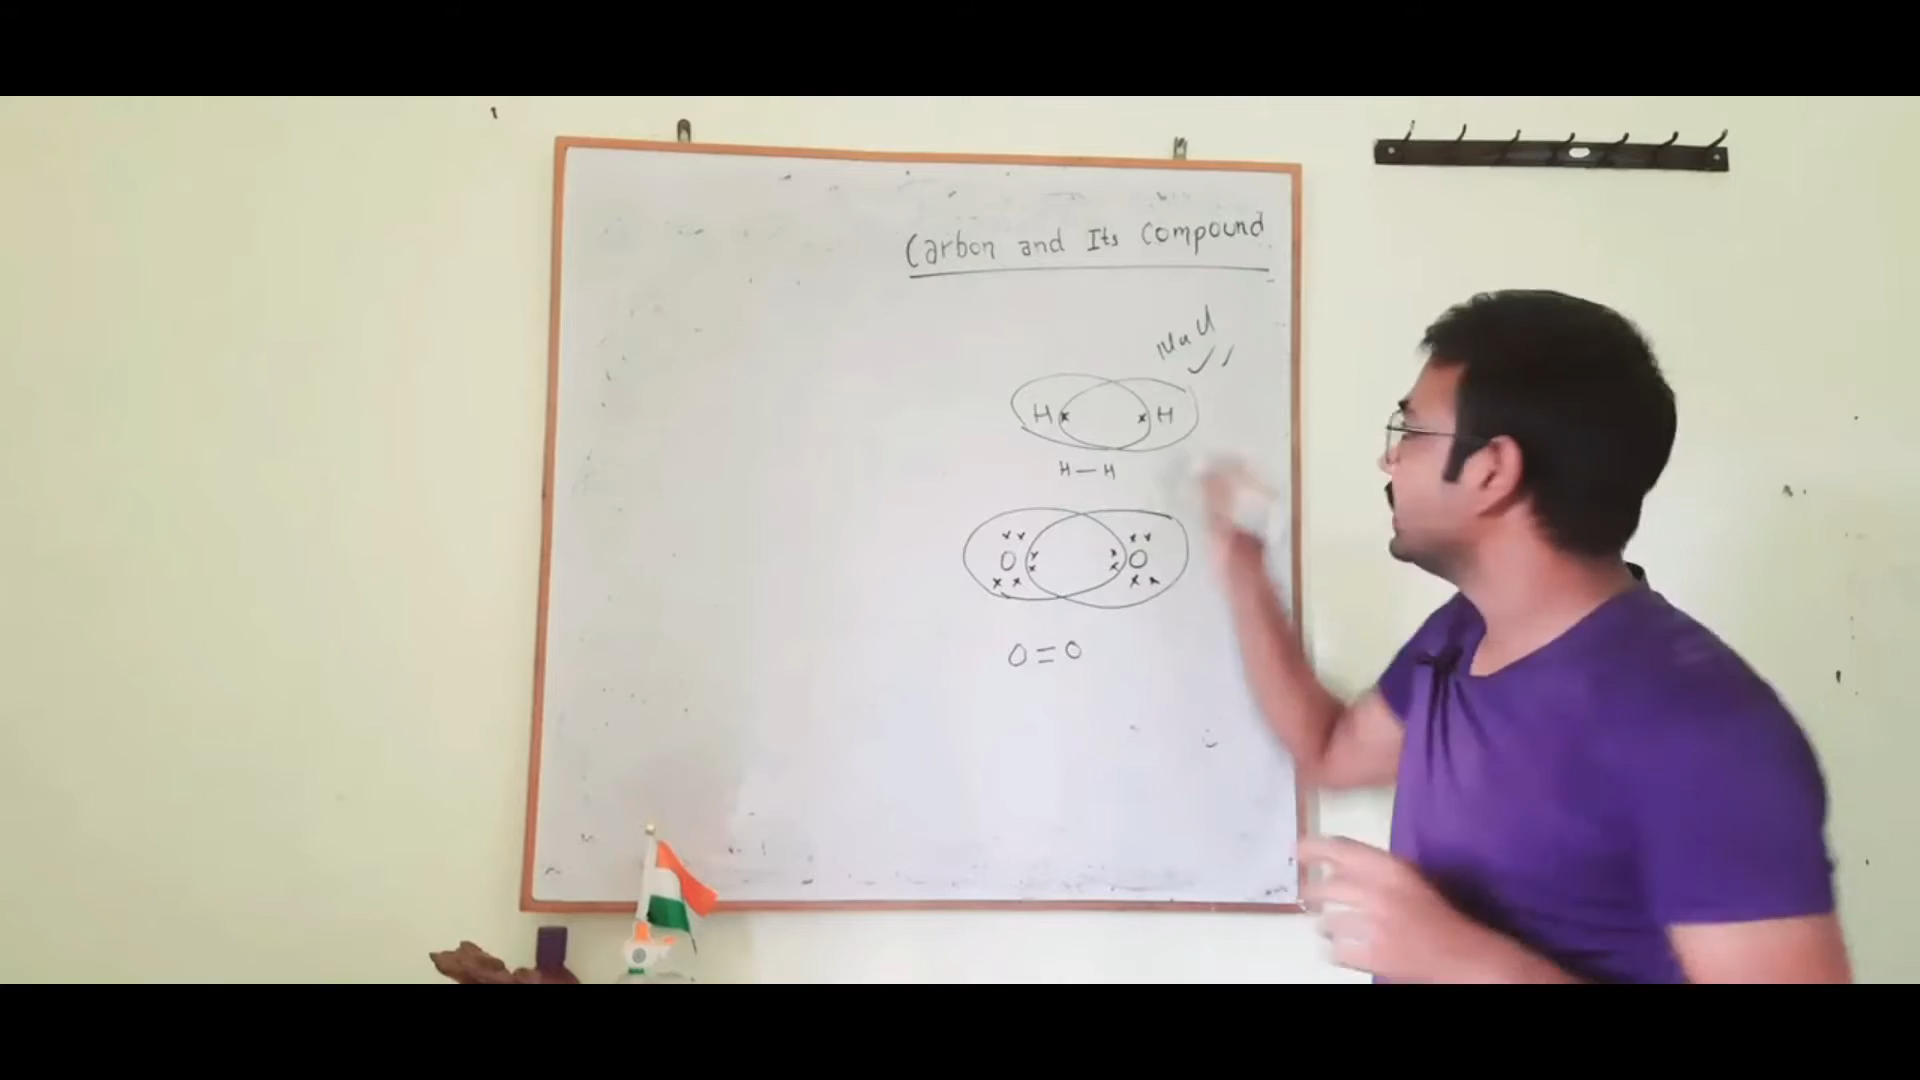 Carbon and Its Compound
H x x H
H — H
x x x x
O x x O
x x x x
O = O